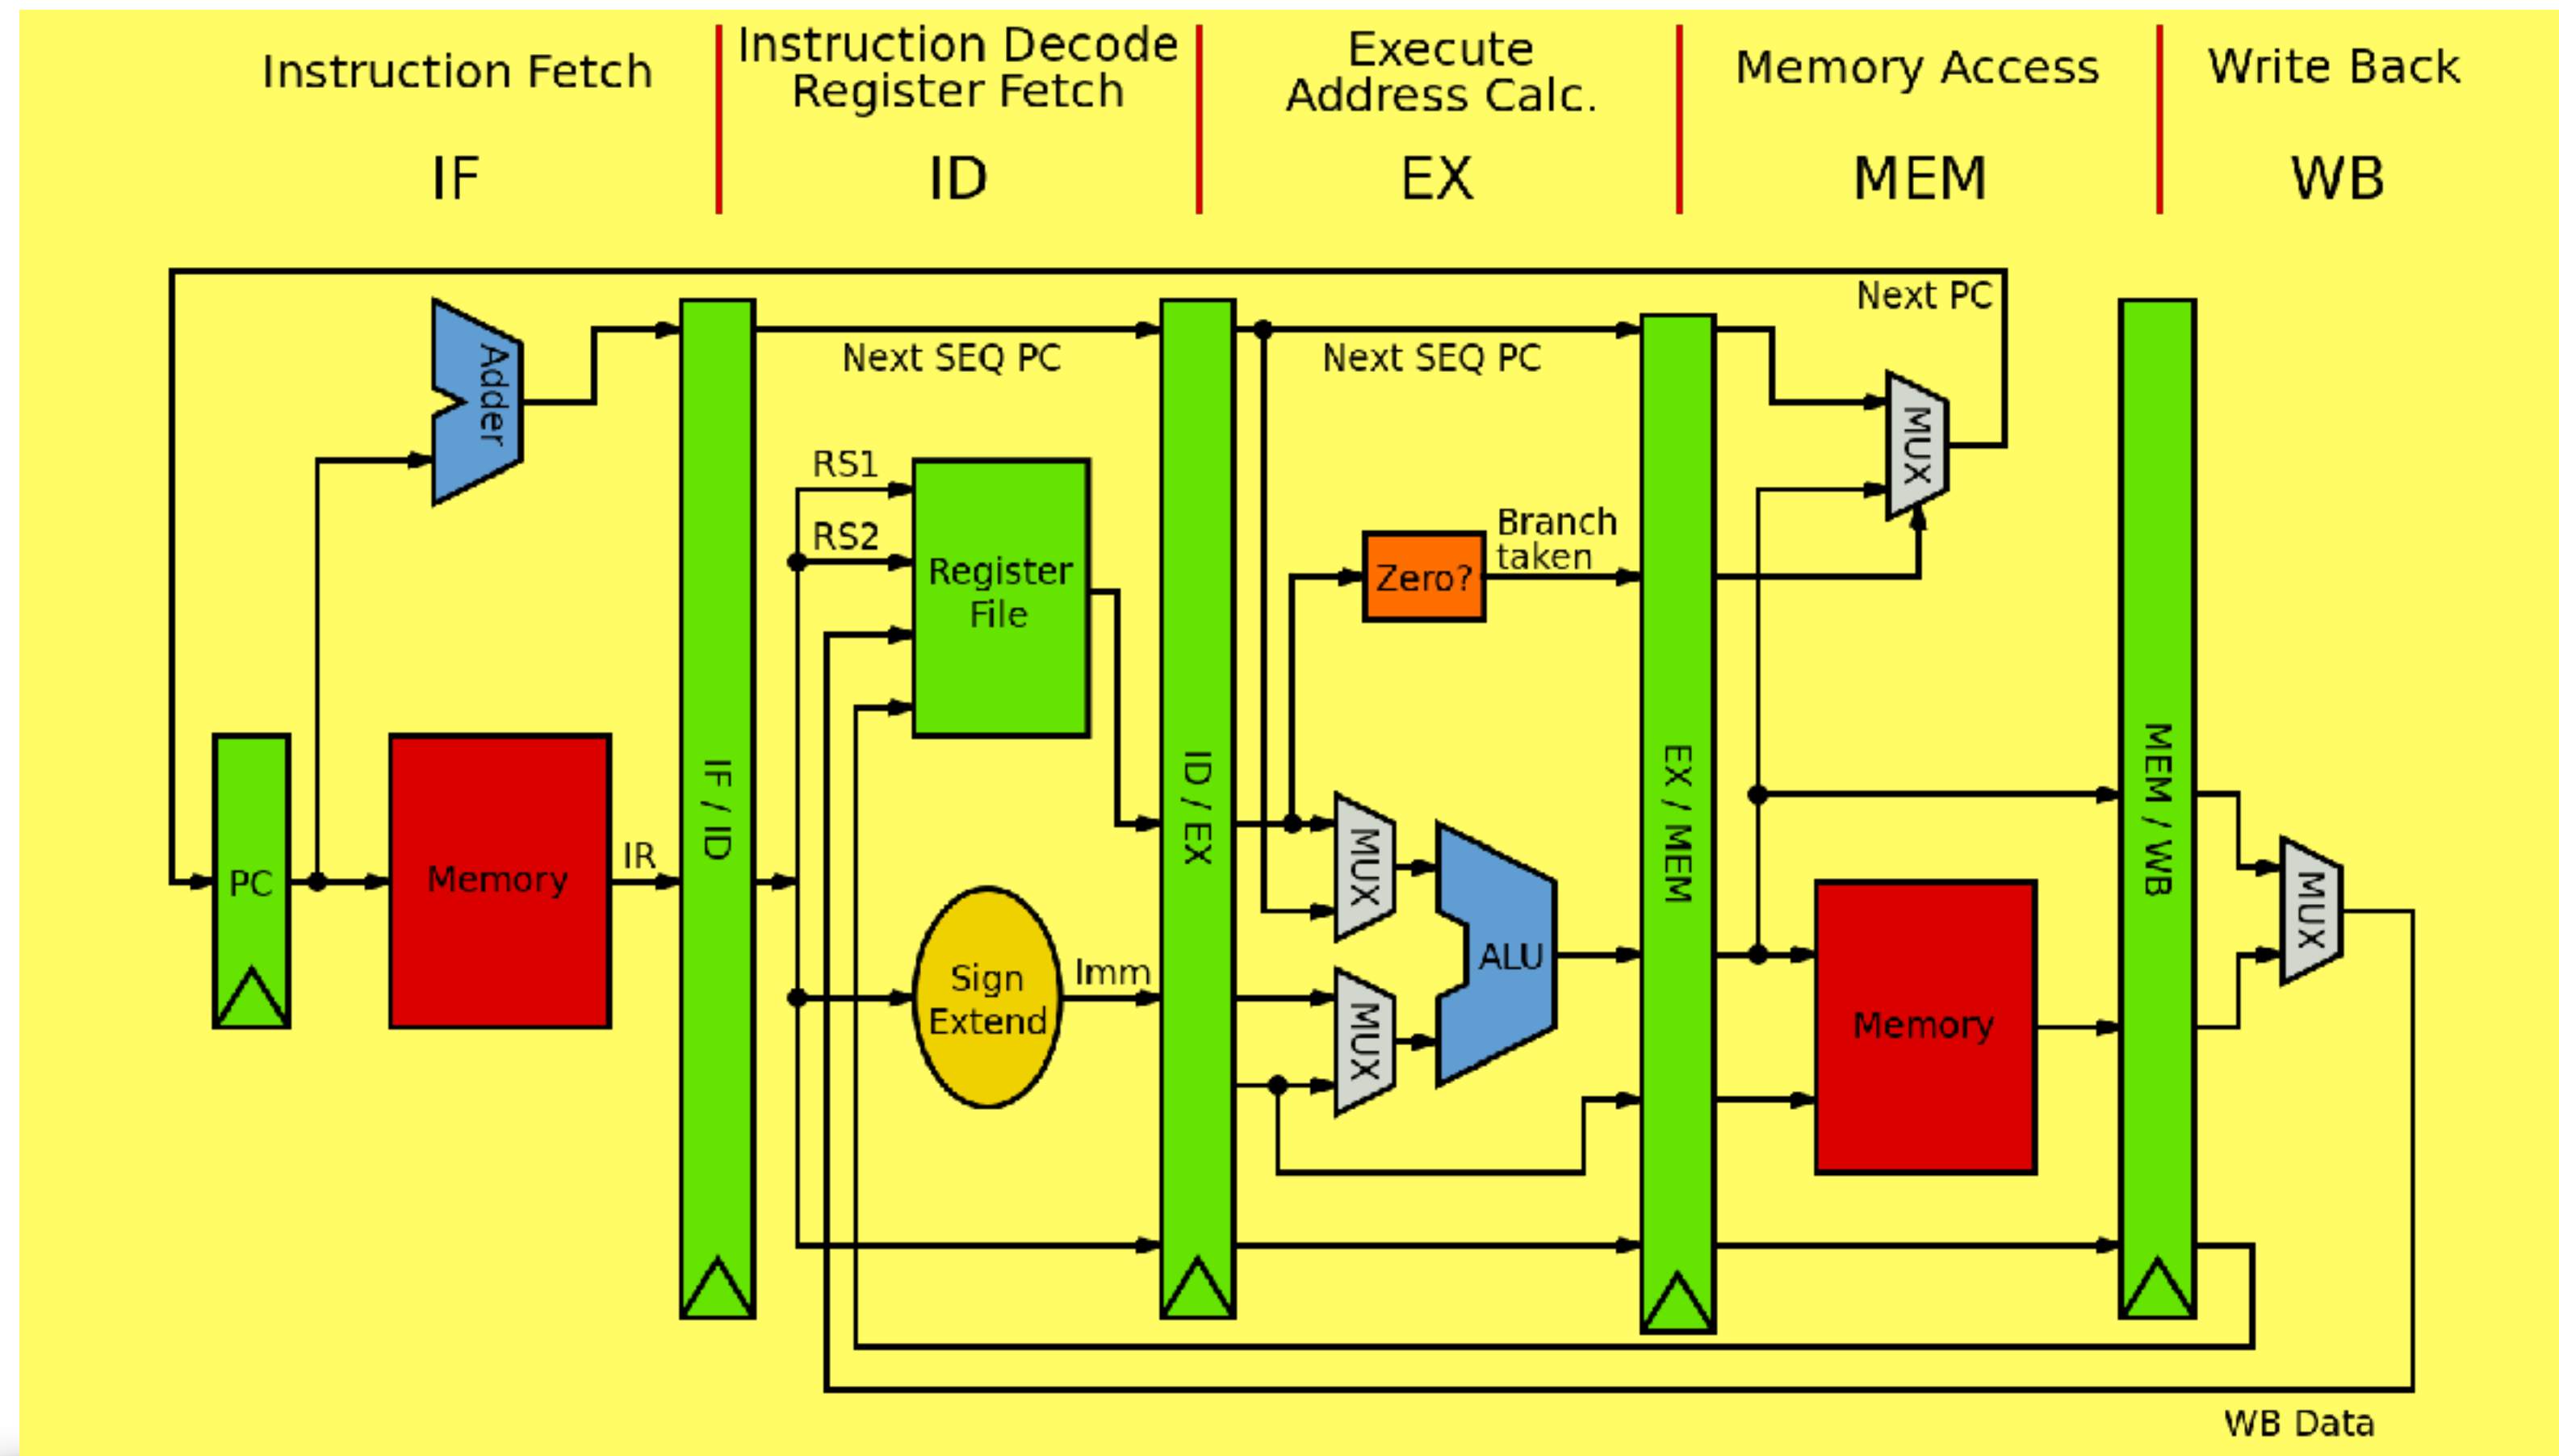 Instruction Fetch
Instruction Decode
Register Fetch
Execute
Address Calc.
Memory Access
Write Back
IF
ID
EX
MEM
WB
Next PC
Adder
Next SEQ PC
Next SEQ PC
MUX
RS1
RS2
Register
File
Branch
taken
Zero?
PC
Memory
IR
IF / ID
ID / EX
EX / MEM
MEM / WB
MUX
ALU
MUX
Sign
Extend
Imm
MUX
Memory
WB Data